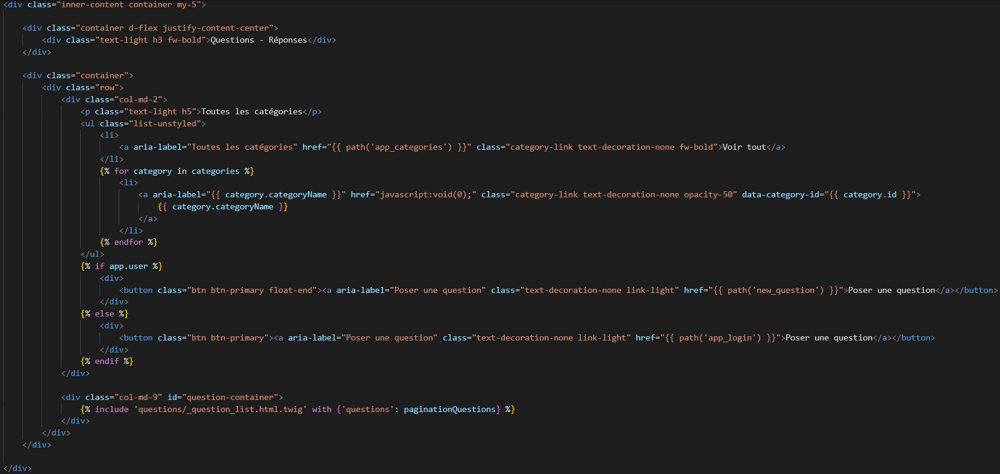 <div class="inner-content container my-5">
<div class="container d-flex justify-content-center">
<div class="text-light h3 fw-bold">Questions - Réponses</div>
</div>
<div class="container">
<div class="row">
<div class="col-md-2">
<p class="text-light h5">Toutes les catégories</p>
<ul class="list-unstyled">
<li>
<a aria-label="Toutes les catégories" href="{{ path('app_categories') }}" class="category-link text-decoration-none fw-bold">Voir tout</a>
</li>
{% for category in categories %}
<li>
<a aria-label="{{ category.categoryName }}" href="javascript:void(0);" class="category-link text-decoration-none opacity-50" data-category-id="{{ category.id }}">
{{ category.categoryName }}
</a>
</li>
{% endfor %}
</ul>
{% if app.user %}
<div>
<button class="btn btn-primary float-end"><a aria-label="Poser une question" class="text-decoration-none link-light" href="{{ path('new_question') }}">Poser une question</a></button>
</div>
{% else %}
<div>
<button class="btn btn-primary"><a aria-label="Poser une question" class="text-decoration-none link-light" href="{{ path('app_login') }}">Poser une question</a></button>
</div>
{% endif %}
</div>
<div class="col-md-9" id="question-container">
{% include 'questions/_question_list.html.twig' with {'questions': paginationQuestions} %}
</div>
</div>
</div>
</div>